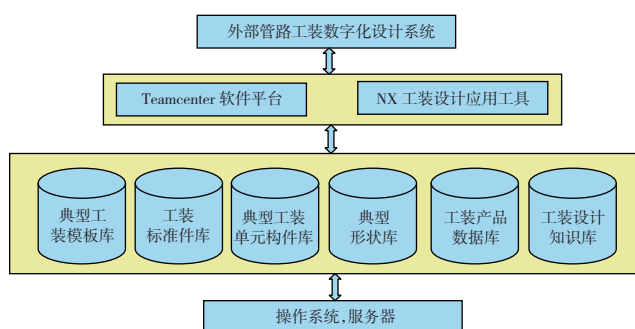 外部管路工装数字化设计系统
Teamcenter 软件平台
NX 工装设计应用工具
典型工
装模板库
工装
标准件库
典型工装
单元构件库
典型
形状库
工装产品
数据库
工装设计
知识库
操作系统,服务器